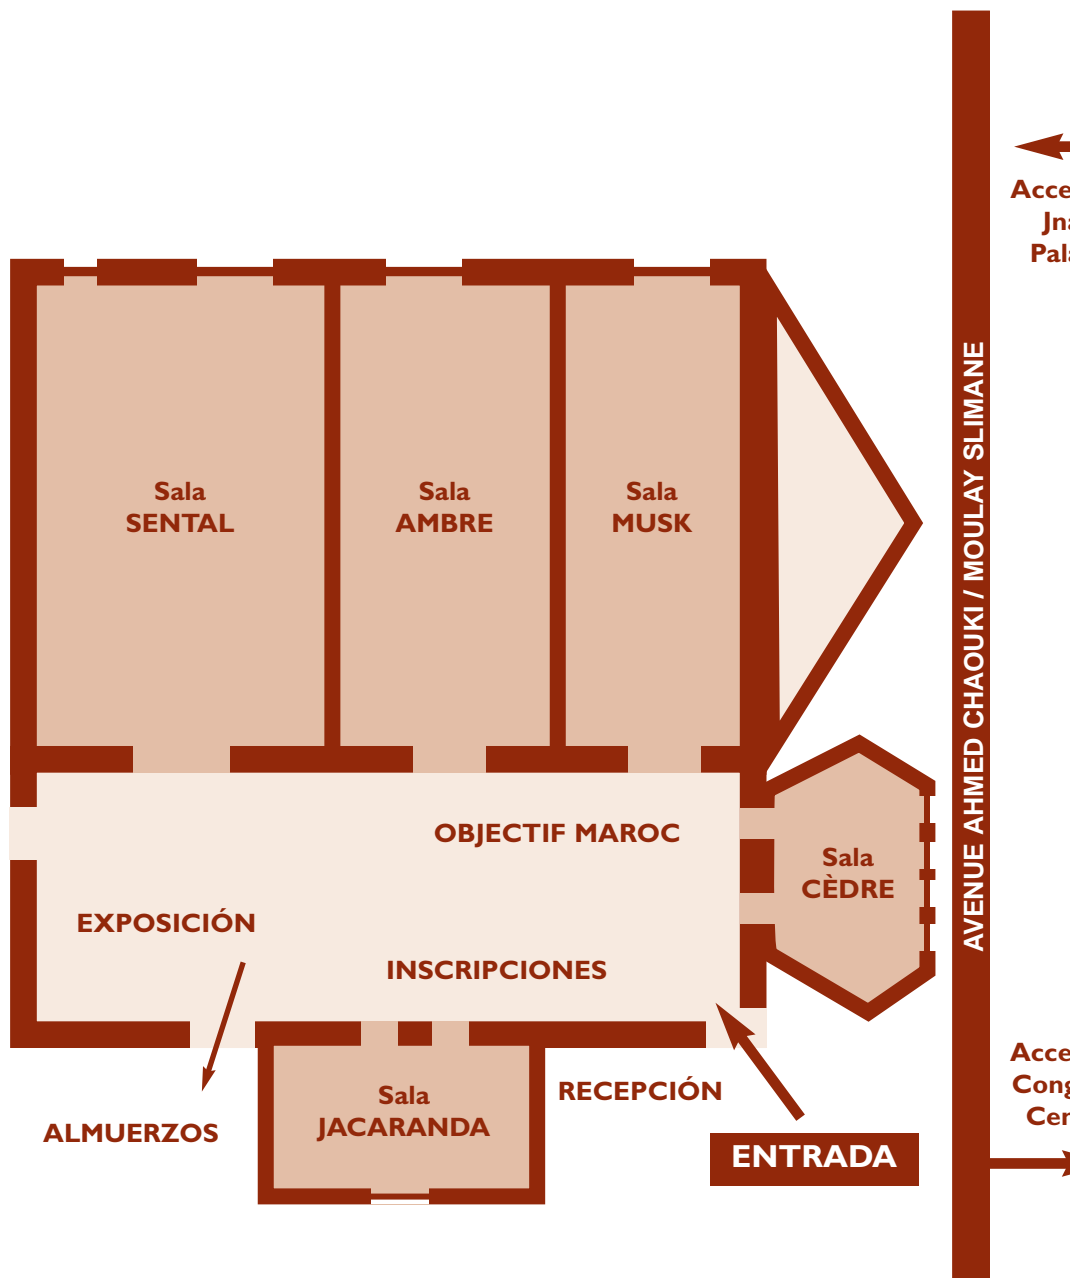 Sala
SENTAL
Sala
AMBRE
Sala
MUSK
OBJECTIF MAROC
EXPOSICIÓN
INSCRIPCIONES
Sala
CÈDRE
Sala
JACARANDA
RECEPCIÓN
ALMUERZOS
ENTRADA
AVENUE AHMED CHAOUKI / MOULAY SLIMANE